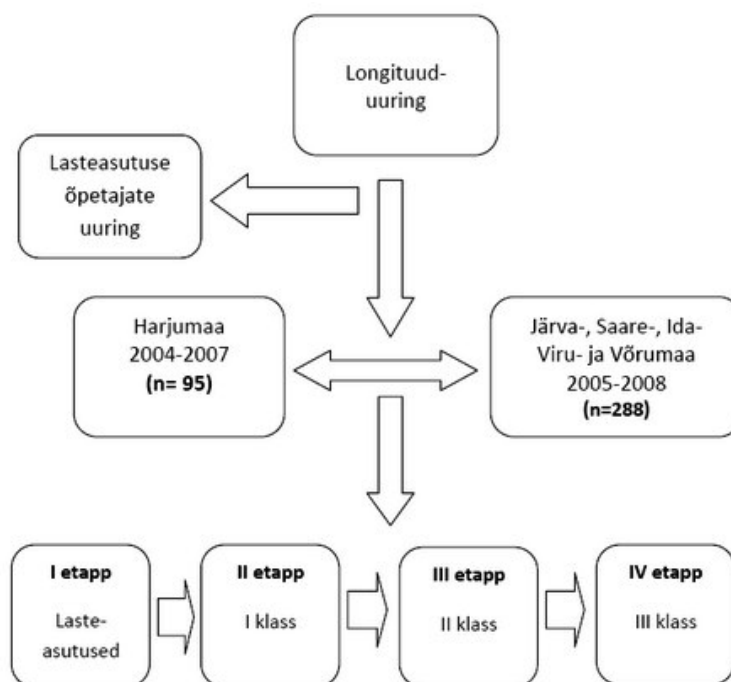 Longituud-
uuring
Lasteasutuse
õpetajate
uuring
Harjumaa
2004-2007
(n= 95)
Järva-, Saare-, Ida-
Viru- ja Võrumaa
2005-2008
(n=288)
I etapp
Laste-
asutused
II etapp
I klass
III etapp
II klass
IV etapp
III klass